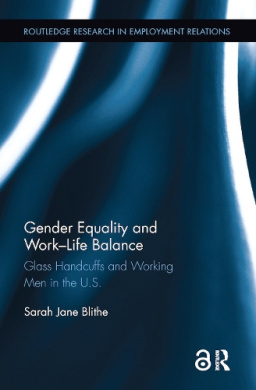 ROUTLEDGE RESEARCH IN EMPLOYMENT RELATIONS
Gender Equality and
Work–Life Balance
Glass Handcuffs and Working
Men in the U.S.
Sarah Jane Blithe
R